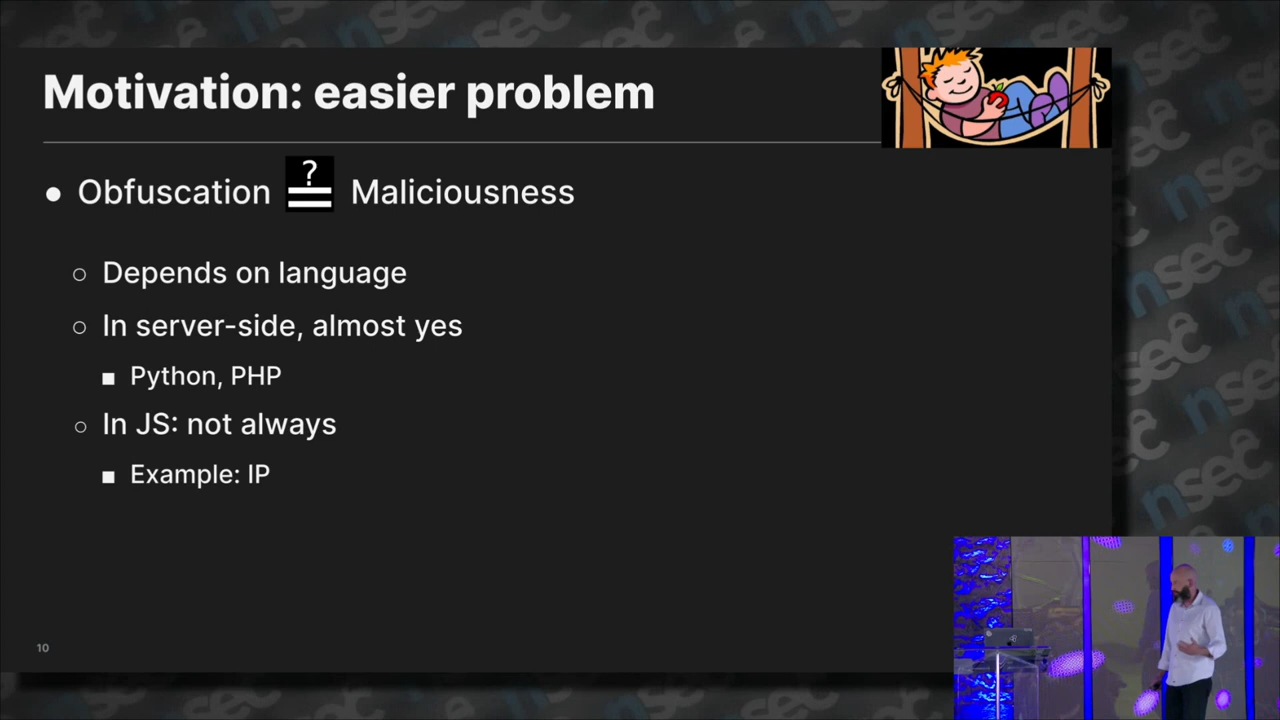 Motivation: easier problem
● Obfuscation ≟ Maliciousness
○ Depends on language
○ In server-side, almost yes
■ Python, PHP
○ In JS: not always
■ Example: IP
10
nsec